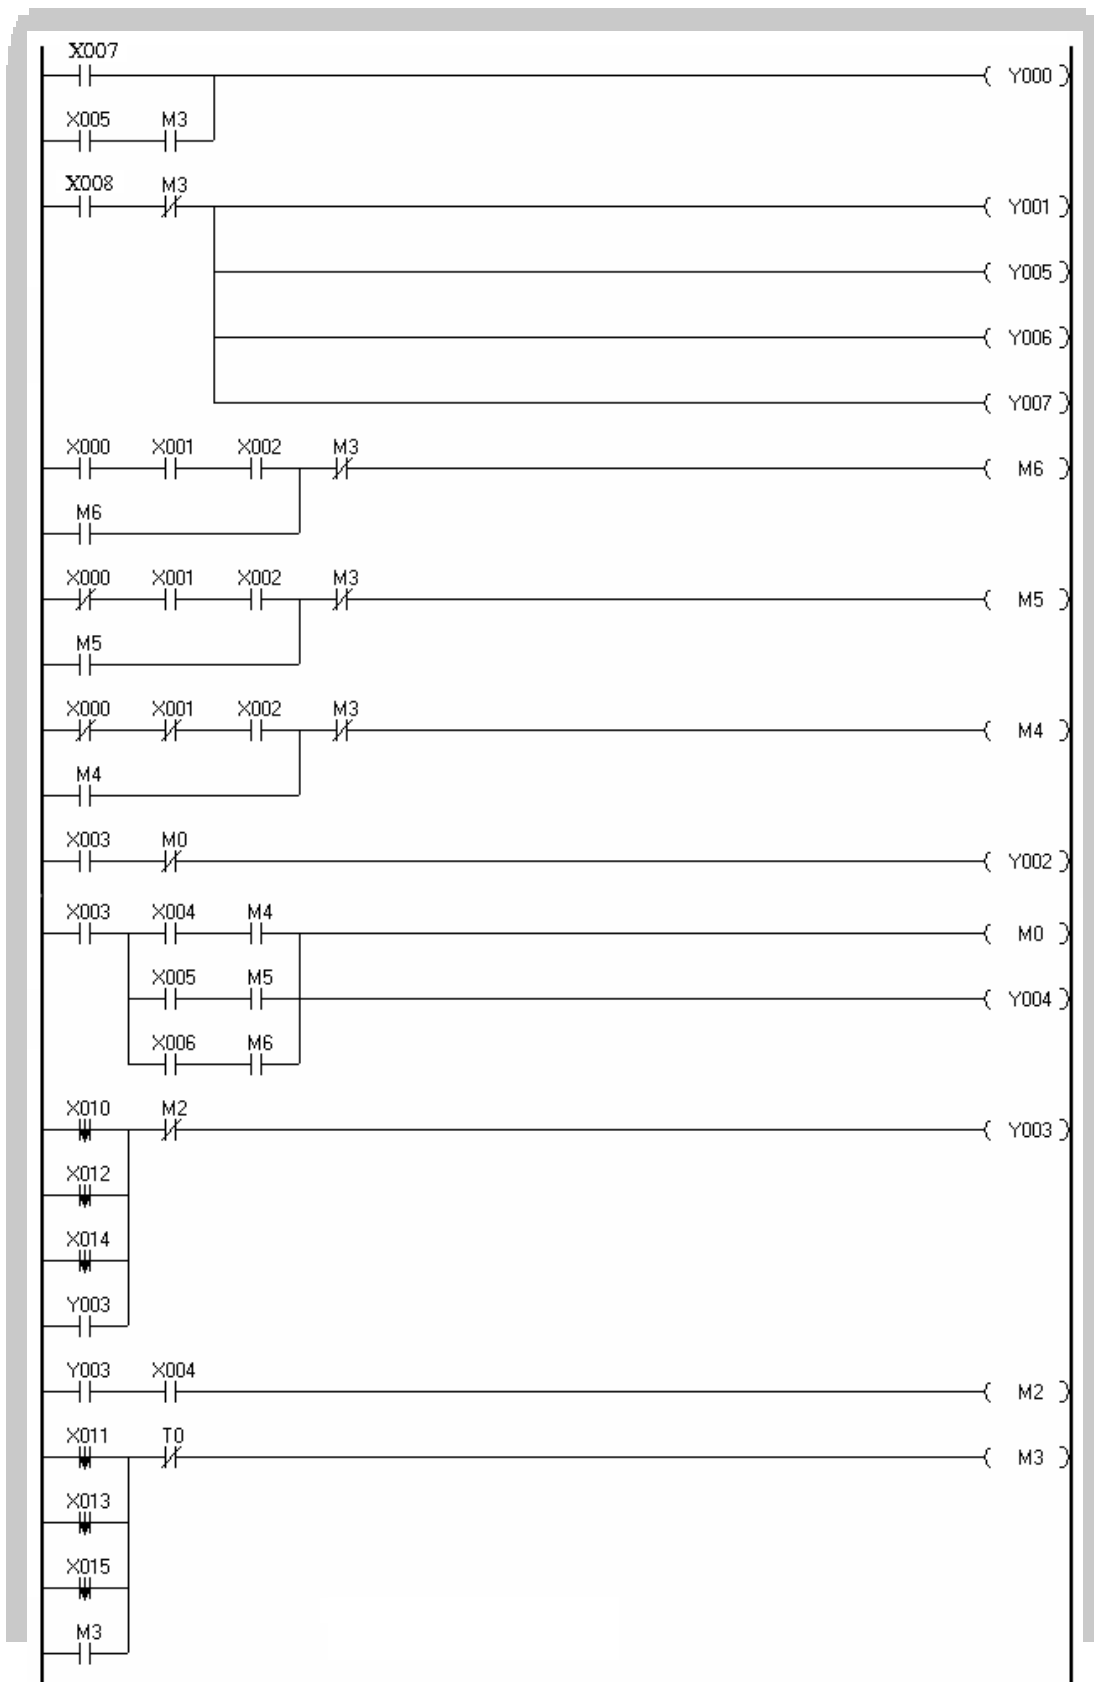 X007
Y000
X005 M3
X008 M3
Y001
Y005
Y006
Y007
X000 X001 X002 M3
M6
M6
X000 X001 X002 M3
M5
M5
X000 X001 X002 M3
M4
M4
X003 M0
Y002
X003 X004 M4
M0
X005 M5
Y004
X006 M6
X010 M2
Y003
X012
X014
Y003
Y003 X004
M2
X011 T0
M3
X013
X015
M3